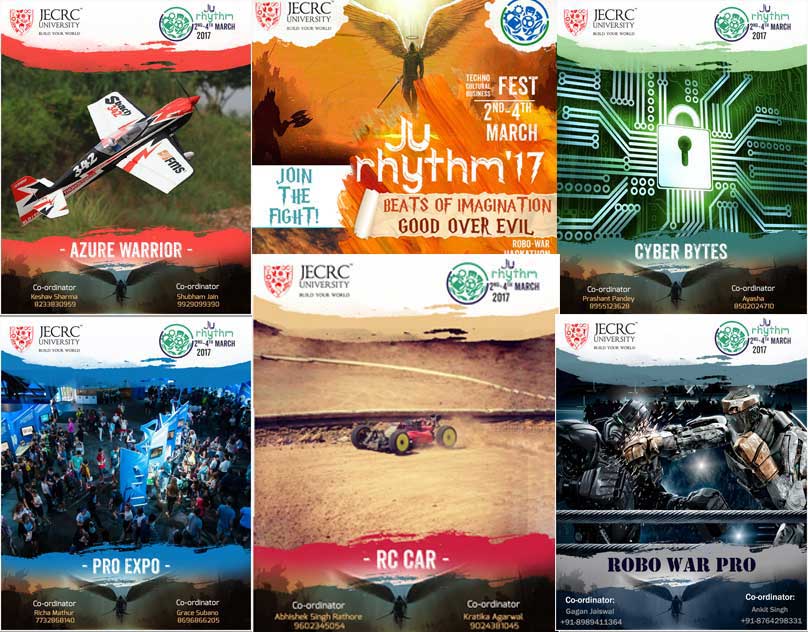 JECRC
UNIVERSITY
BUILD YOUR WORLD
JU
rhythm
2ND-4TH MARCH
2017
342
FMS
- AZURE WARRIOR -
Co-ordinator
Keshav Sharma
8233830959
Co-ordinator
Shubham Jain
9929099390
JECRC
UNIVERSITY
BUILD YOUR WORLD
TECHNO
CULTURAL
BUSINESS
FEST
2ND-4TH
MARCH
JU
rhythm'17
JOIN
THE
FIGHT!
BEATS OF IMAGINATION
GOOD OVER EVIL
ROBO-WAR
HACKATHON
JECRC
UNIVERSITY
BUILD YOUR WORLD
JU
rhythm
2ND-4TH MARCH
2017
CYBER BYTES
Co-ordinator
Prashant Pandey
8955123628
Co-ordinator
Ayasha
8502024710
JECRC
UNIVERSITY
BUILD YOUR WORLD
JU
rhythm
2ND-4TH MARCH
2017
- PRO EXPO -
Co-ordinator
Richa Mathur
7732868140
Co-ordinator
Grace Subano
8696866205
JECRC
UNIVERSITY
BUILD YOUR WORLD
JU
rhythm
2ND-4TH MARCH
2017
- RC CAR -
Co-ordinator
Abhishek Singh Rathore
9602345054
Co-ordinator
Kratika Agarwal
9024381045
JECRC
UNIVERSITY
BUILD YOUR WORLD
JU
rhythm
2ND-4TH MARCH
2017
ROBO WAR PRO
Co-ordinator:
Gagan Jaiswal
+91-8989411364
Co-ordinator:
Ankit Singh
+91-8764298331